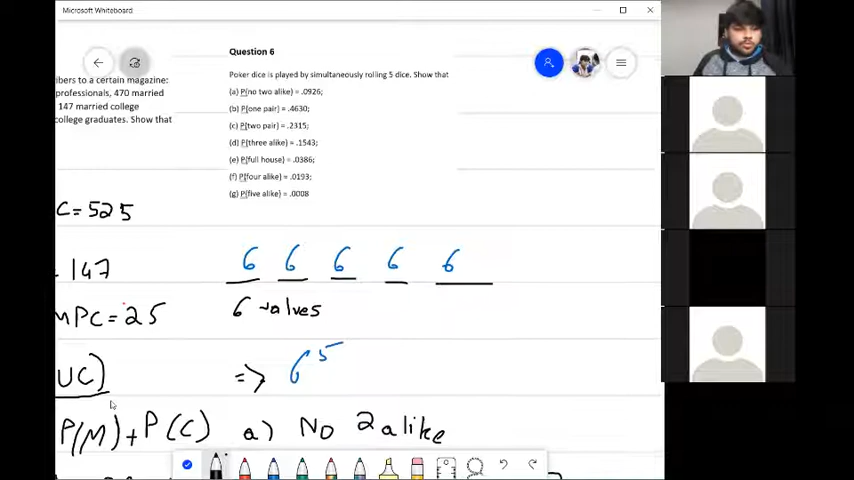 Microsoft Whiteboard
Question 6
Poker dice is played by simultaneously rolling 5 dice. Show that
(a) P(no two alike) = .0926;
(b) P(one pair) = .4630;
(c) P(two pair) = .2315;
(d) P(three alike) = .1543;
(e) P(full house) = .0386;
(f) P(four alike) = .0193;
(g) P(five alike) = .0008
ibers to a certain magazine:
professionals, 470 married
147 married college
college graduates. Show that
C = 525
= 147
MPC = 25
UC)
P(M) + P(C)
6 6 6 6 6
6 values
=> 6^5
a) No 2 alike